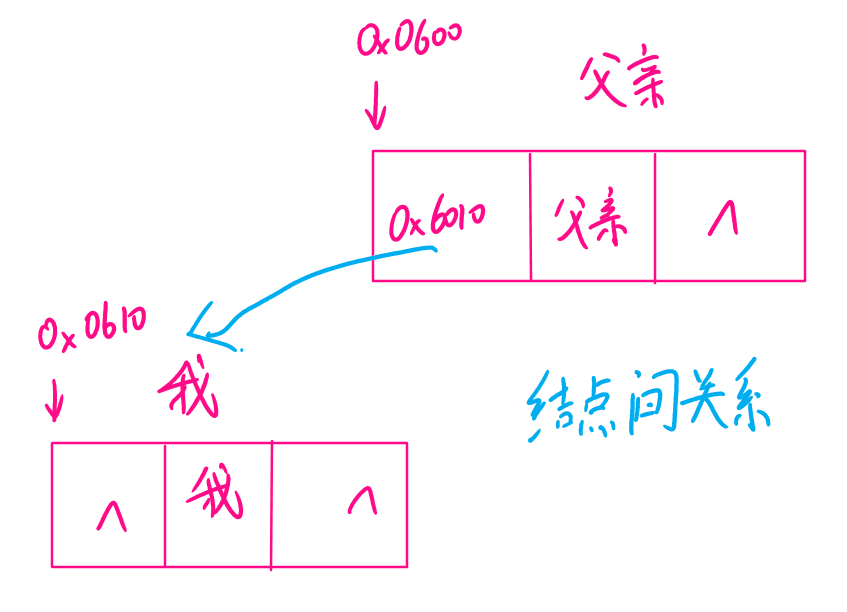 0x0600
父亲
0x6010 父亲 ^
0x0610
我
结点间关系
^ 我 ^